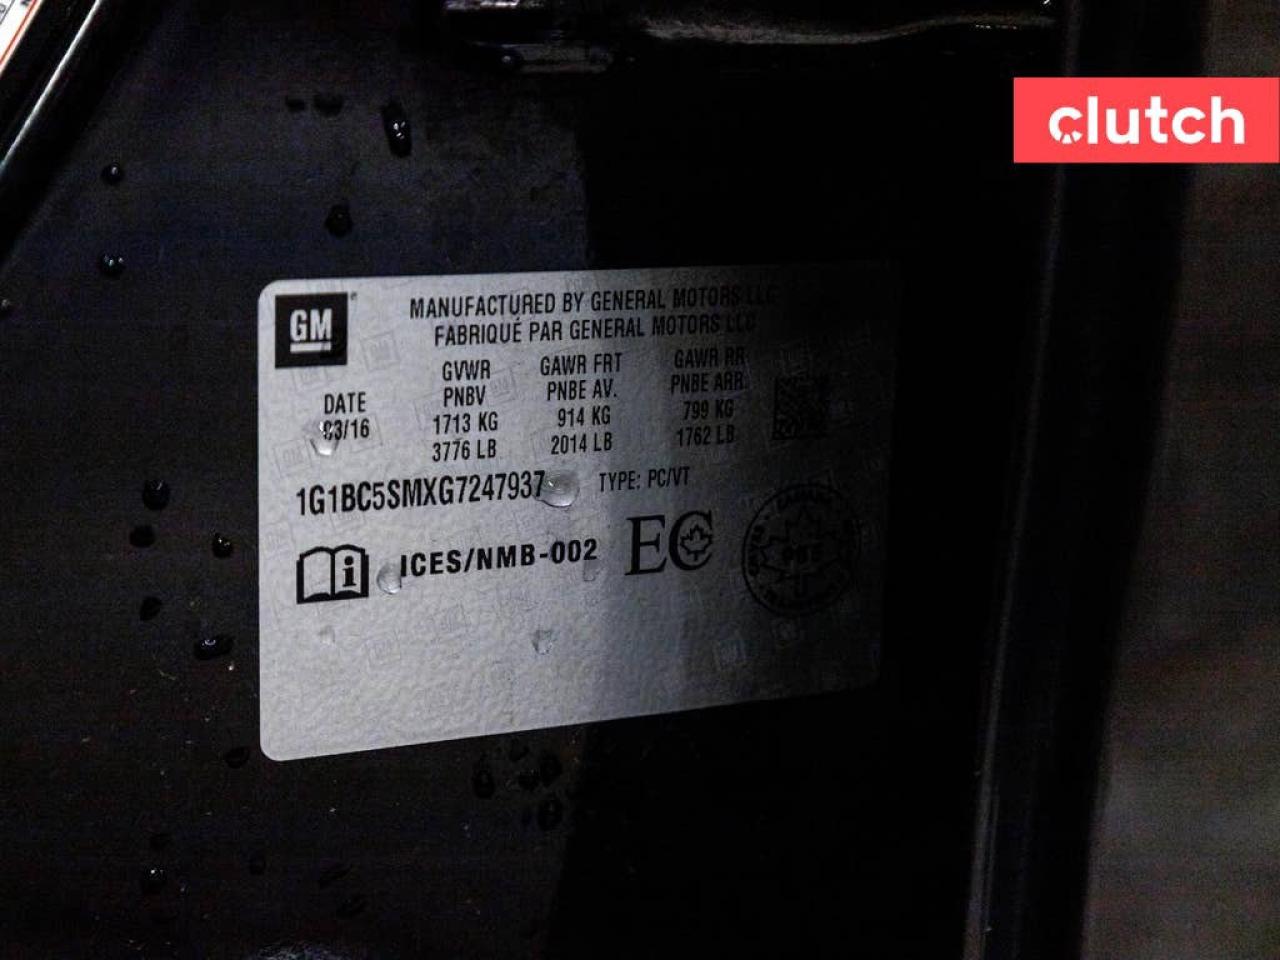 clutch
GM
MANUFACTURED BY GENERAL MOTORS LLC
FABRIQUÉ PAR GENERAL MOTORS LLC
DATE
03/16
GVWR
PNBV
1713 KG
3776 LB
GAWR FRT
PNBE AV.
914 KG
2014 LB
GAWR RR
PNBE ARR.
799 KG
1762 LB
1G1BC5SMXG7247937
TYPE: PC/VT
i
ICES/NMB-002
EC